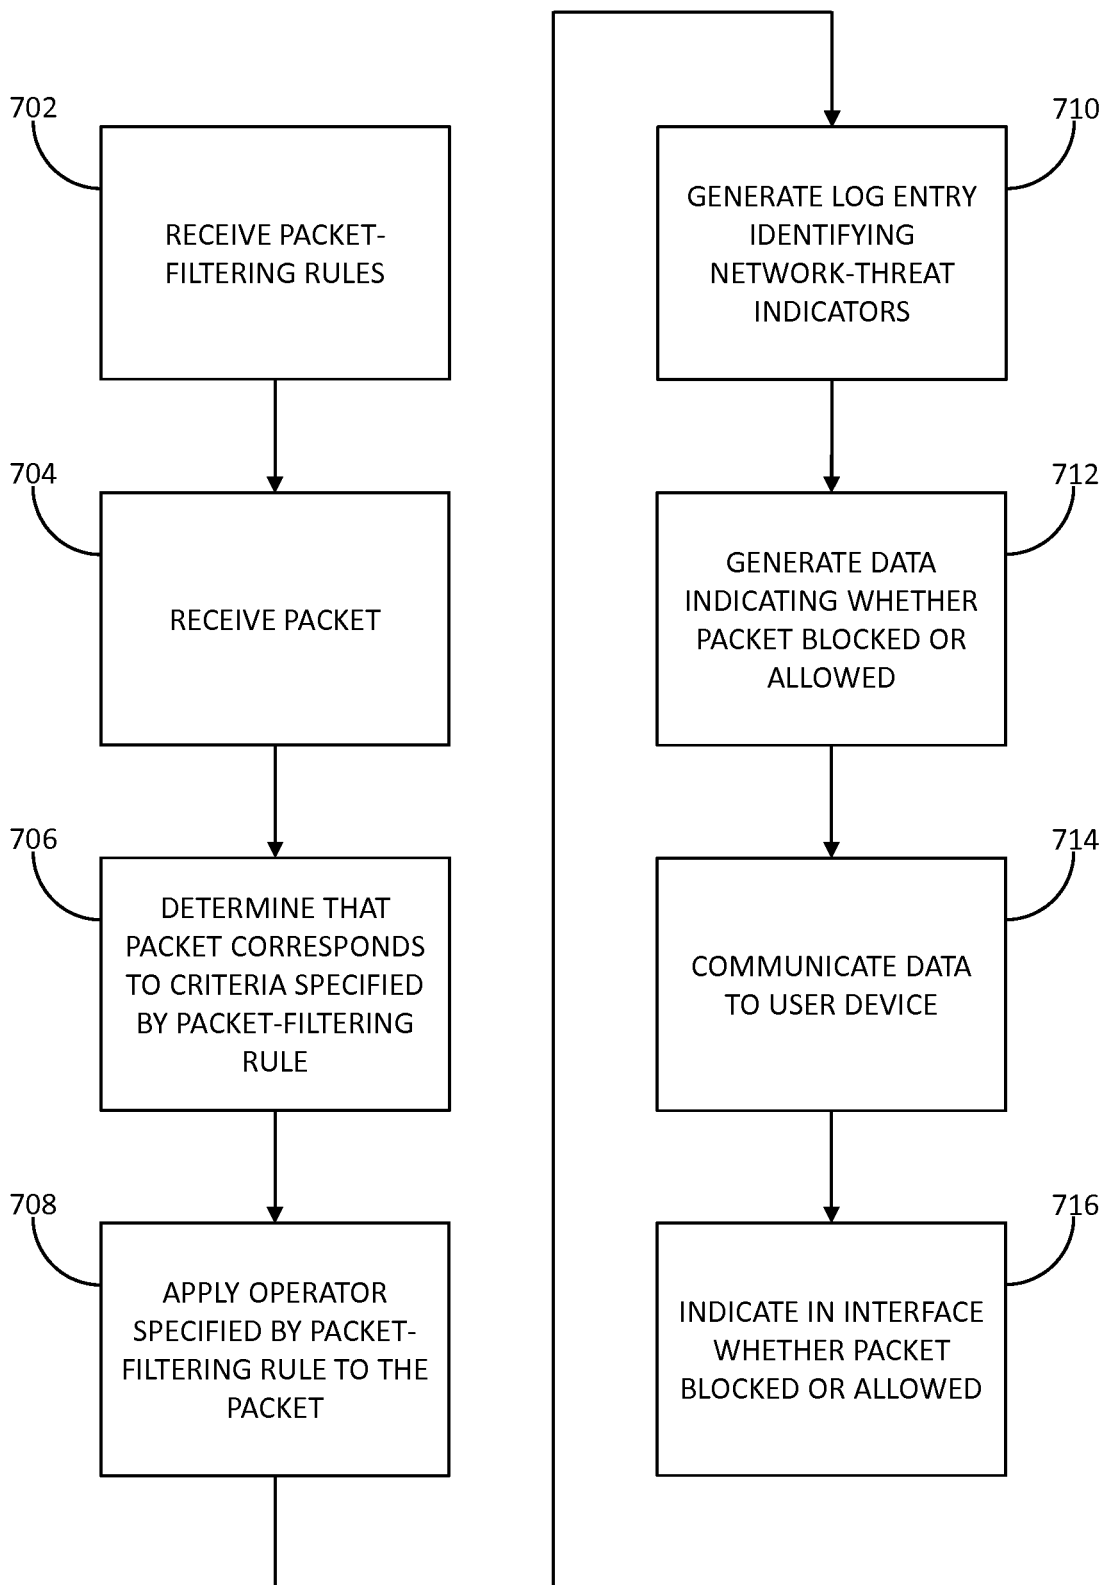 702
RECEIVE PACKET-
FILTERING RULES
704
RECEIVE PACKET
706
DETERMINE THAT
PACKET CORRESPONDS
TO CRITERIA SPECIFIED
BY PACKET-FILTERING
RULE
708
APPLY OPERATOR
SPECIFIED BY PACKET-
FILTERING RULE TO THE
PACKET
710
GENERATE LOG ENTRY
IDENTIFYING
NETWORK-THREAT
INDICATORS
712
GENERATE DATA
INDICATING WHETHER
PACKET BLOCKED OR
ALLOWED
714
COMMUNICATE DATA
TO USER DEVICE
716
INDICATE IN INTERFACE
WHETHER PACKET
BLOCKED OR ALLOWED